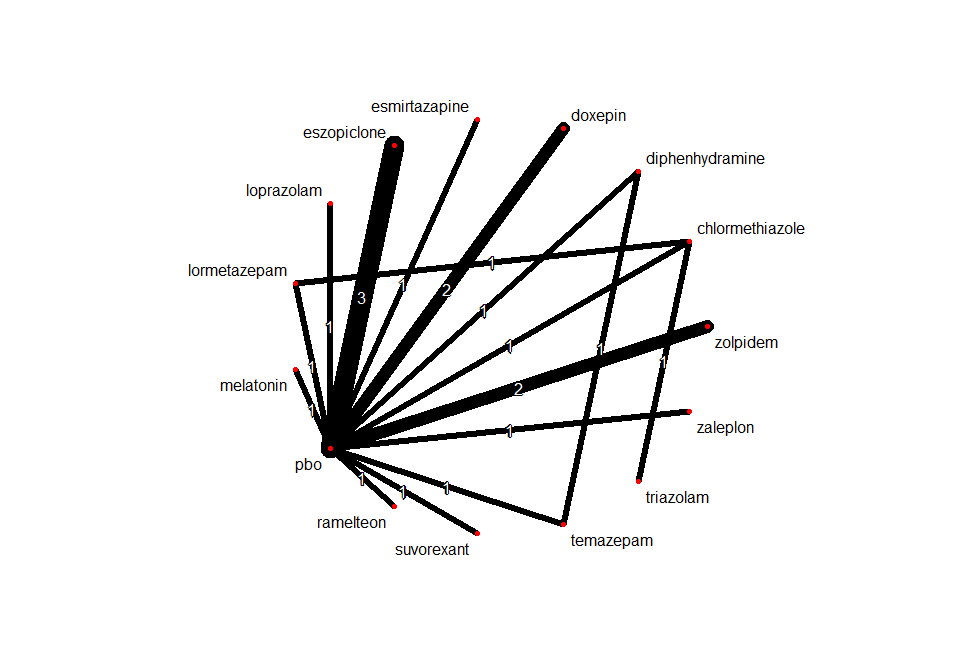 esmirtazapine
doxepin
eszopiclone
diphenhydramine
loprazolam
chlormethiazole
lormetazepam
1
1
2
3
1
1
1
1
zolpidem
1
1
1
melatonin
2
1
zaleplon
1
pbo
1
1
1
triazolam
ramelteon
suvorexant
temazepam